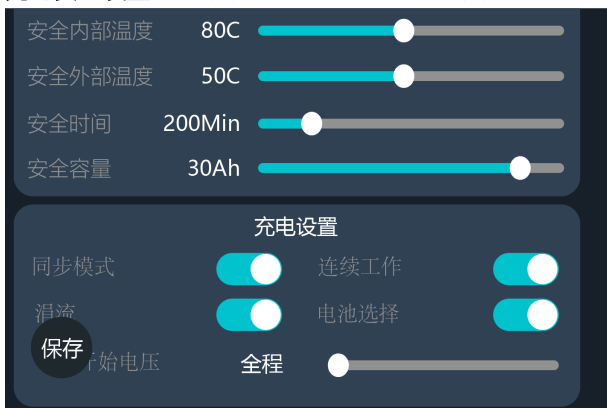 安全内部温度 80C
安全外部温度 50C
安全时间 200Min
安全容量 30Ah
充电设置
同步模式 连续工作
涓流 电池选择
保存
开始电压 全程